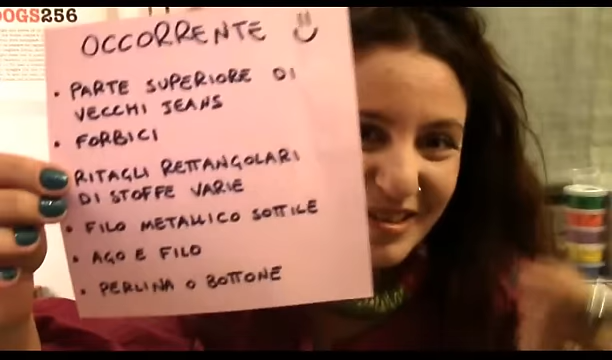 OGS256
OCCORRENTE
• PARTE SUPERIORE DI
VECCHI JEANS
• FORBICI
RITAGLI RETTANGOLARI
DI STOFFE VARIE
• FILO METALLICO SOTTILE
• AGO E FILO
• PERLINA O BOTTONE